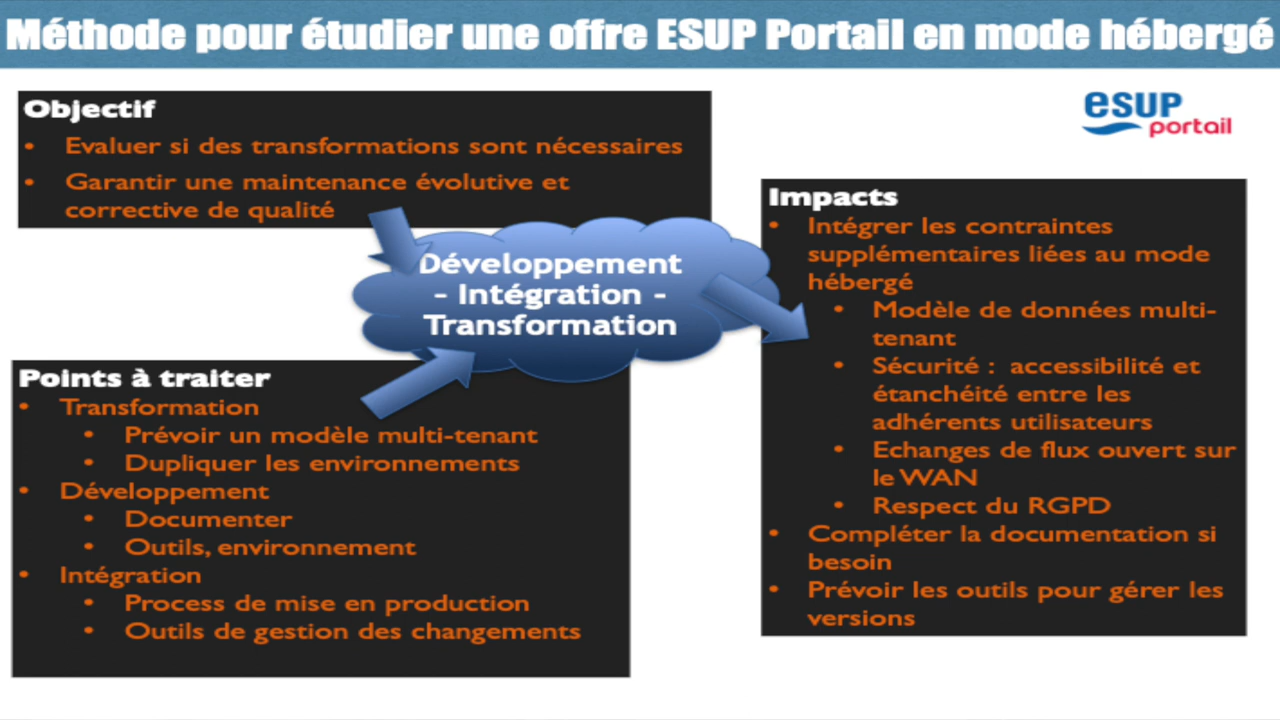 Méthode pour étudier une offre ESUP Portail en mode hébergé
esup
portail
Objectif
• Evaluer si des transformations sont nécessaires
• Garantir une maintenance évolutive et
corrective de qualité
Développement
- Intégration -
Transformation
Points à traiter
• Transformation
• Prévoir un modèle multi-tenant
• Dupliquer les environnements
• Développement
• Documenter
• Outils, environnement
• Intégration
• Process de mise en production
• Outils de gestion des changements
Impacts
• Intégrer les contraintes
supplémentaires liées au mode
hébergé
• Modèle de données multi-
tenant
• Sécurité : accessibilité et
étanchéité entre les
adhérents utilisateurs
• Echanges de flux ouvert sur
le WAN
• Respect du RGPD
• Compléter la documentation si
besoin
• Prévoir les outils pour gérer les
versions